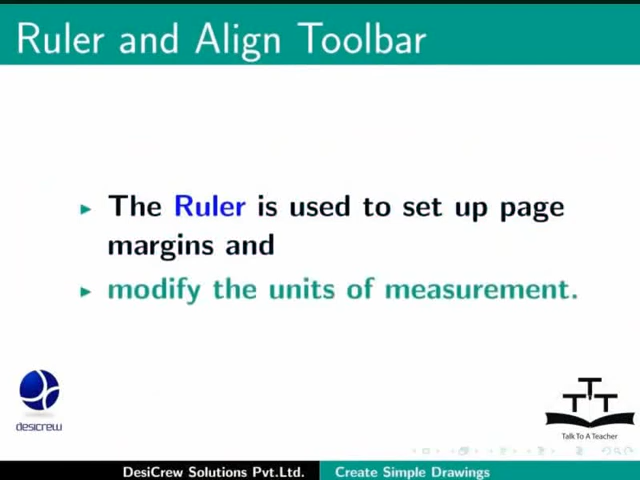 Ruler and Align Toolbar
The Ruler is used to set up page
margins and
modify the units of measurement.
desicrew
TTT
Talk To A Teacher
DesiCrew Solutions Pvt.Ltd. Create Simple Drawings